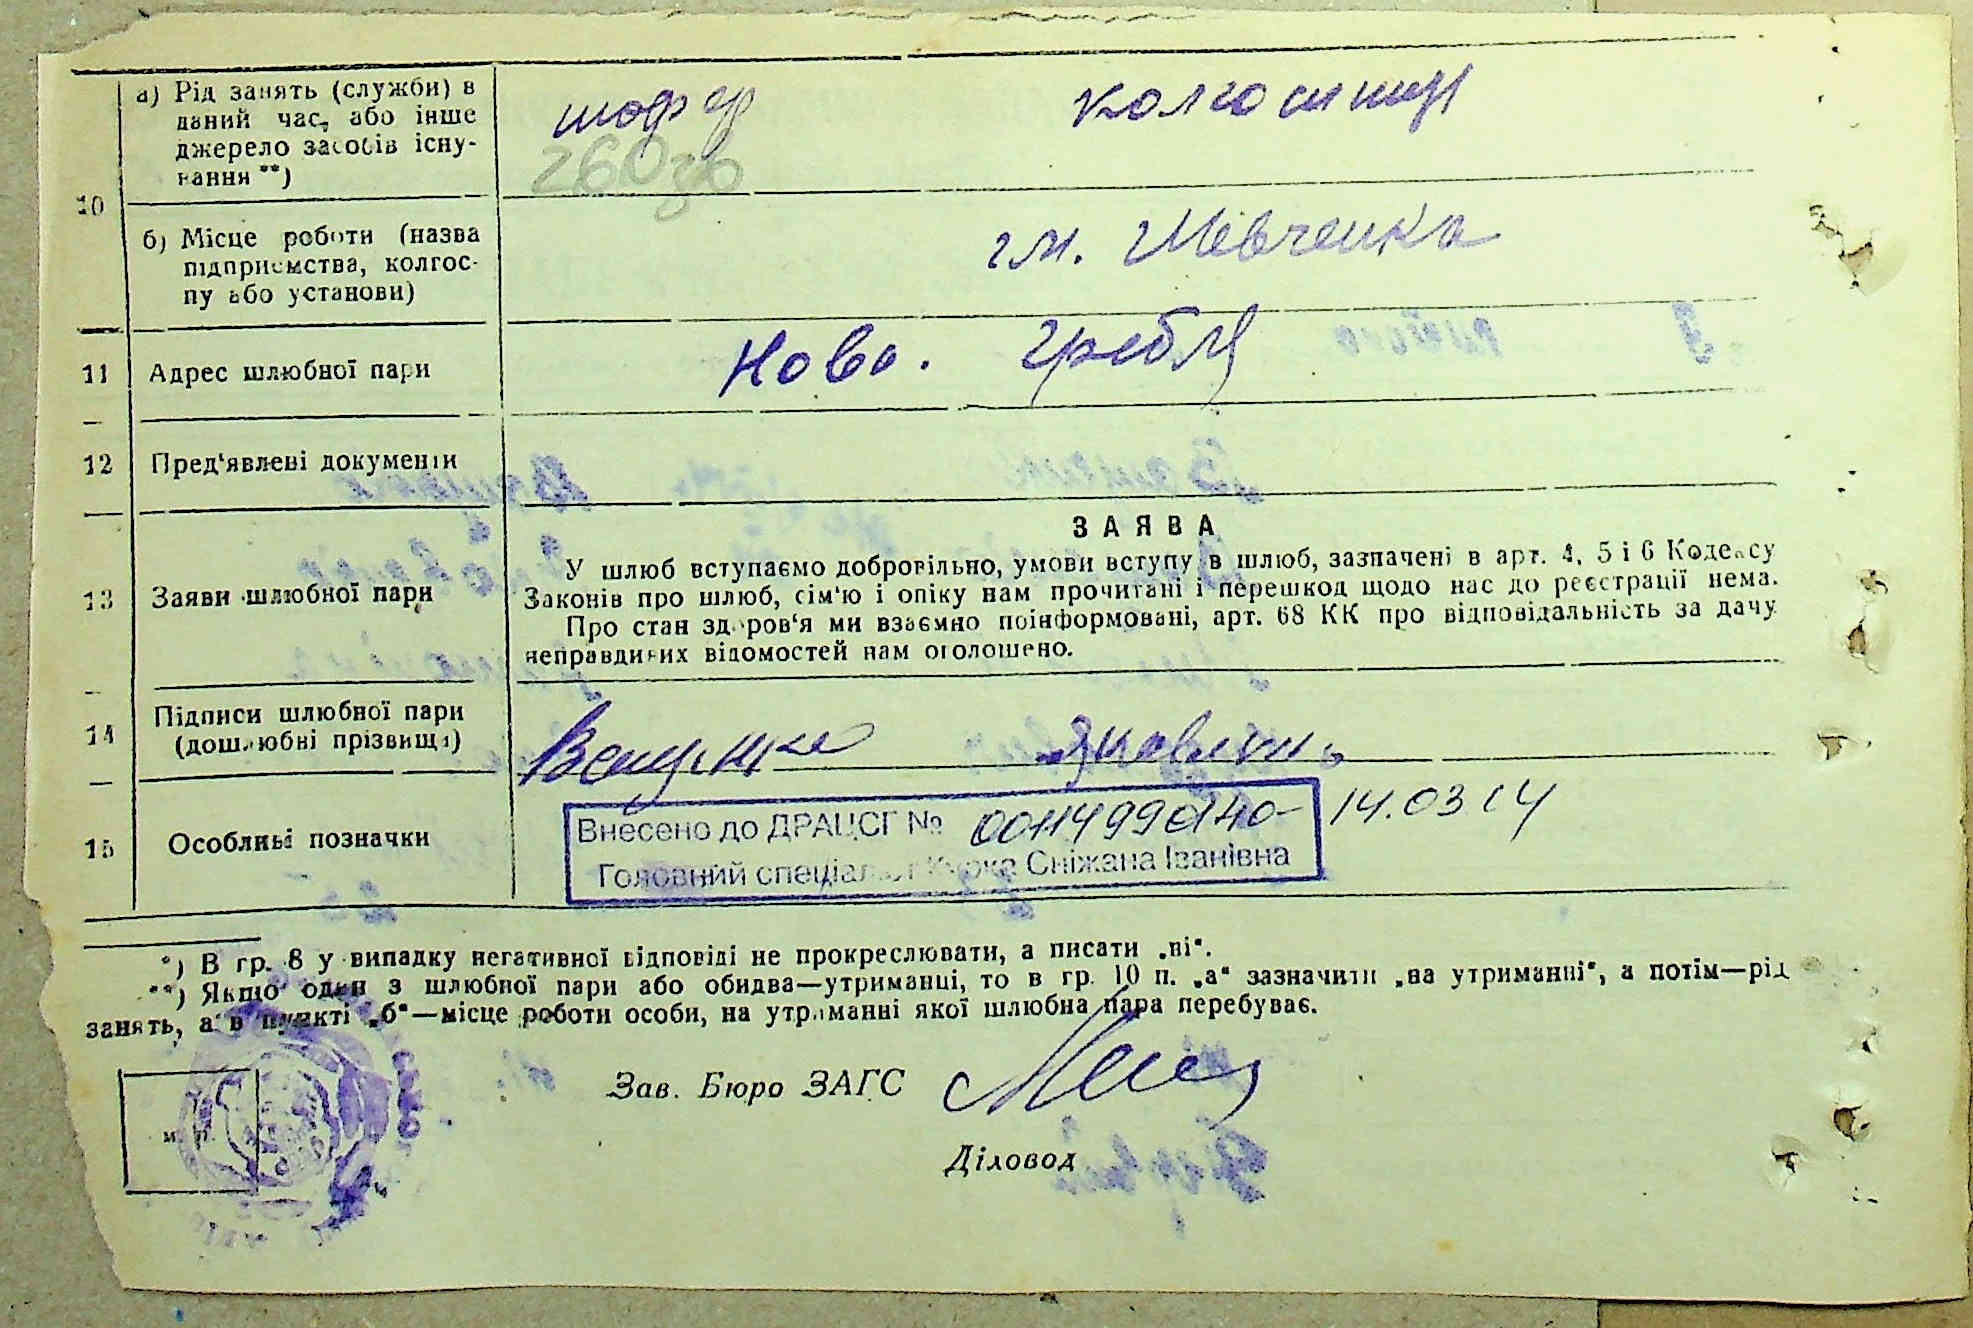 10
а) Рід занять (служби) в
даний час, або інше
джерело засобів існу-
вання **)
шофер колгоспниця
260
б) Місце роботи (назва
підприємства, колгос-
пу або установи)
ім. Шевченка
11 Адрес шлюбної пари Ново. Гребля
12 Пред'явлені документи
13 Заяви шлюбної пари
ЗАЯВА
У шлюб вступаємо добровільно, умови вступу в шлюб, зазначені в арт. 4, 5 і 6 Кодексу
Законів про шлюб, сім'ю і опіку нам прочитані і перешкод щодо нас до реєстрації нема.
Про стан здоров'я ми взаємно поінформовані, арт. 68 КК про відповідальність за дачу
неправдивих відомостей нам оголошено.
14 Підписи шлюбної пари
(дошлюбні прізвища)
15 Особливі позначки
Внесено до ДРАЦСГ № 00114990140 14.03 14
Головний спеціаліст Курка Сніжана Іванівна
*) В гр. 8 у випадку негативної відповіді не прокреслювати, а писати „ні".
**) Якщо один з шлюбної пари або обидва—утриманці, то в гр. 10 п. „а" зазначити „на утриманні", а потім—рід
занять, а в пункті „б"—місце роботи особи, на утриманні якої шлюбна пара перебуває.
м. п.
Зав. Бюро ЗАГС
Діловод